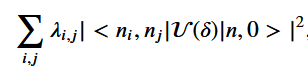 ∑_{i,j} λ_{i,j}| < n_i, n_j|𝒰(δ)|n, 0 > |²